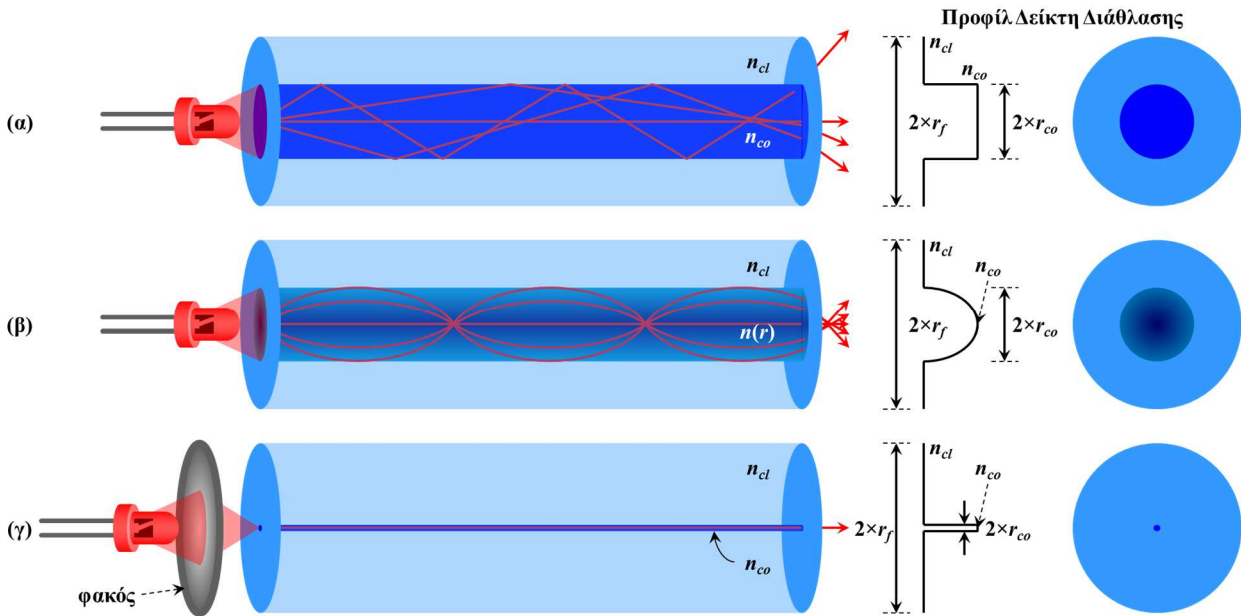 Προφίλ Δείκτη Διάθλασης
(α)
n_cl
n_co
n_cl
n_co
2×r_f
2×r_co
(β)
n_cl
n(r)
n_cl
n_co
2×r_f
2×r_co
(γ)
n_cl
n_co
φακός
n_cl
n_co
2×r_f
2×r_co